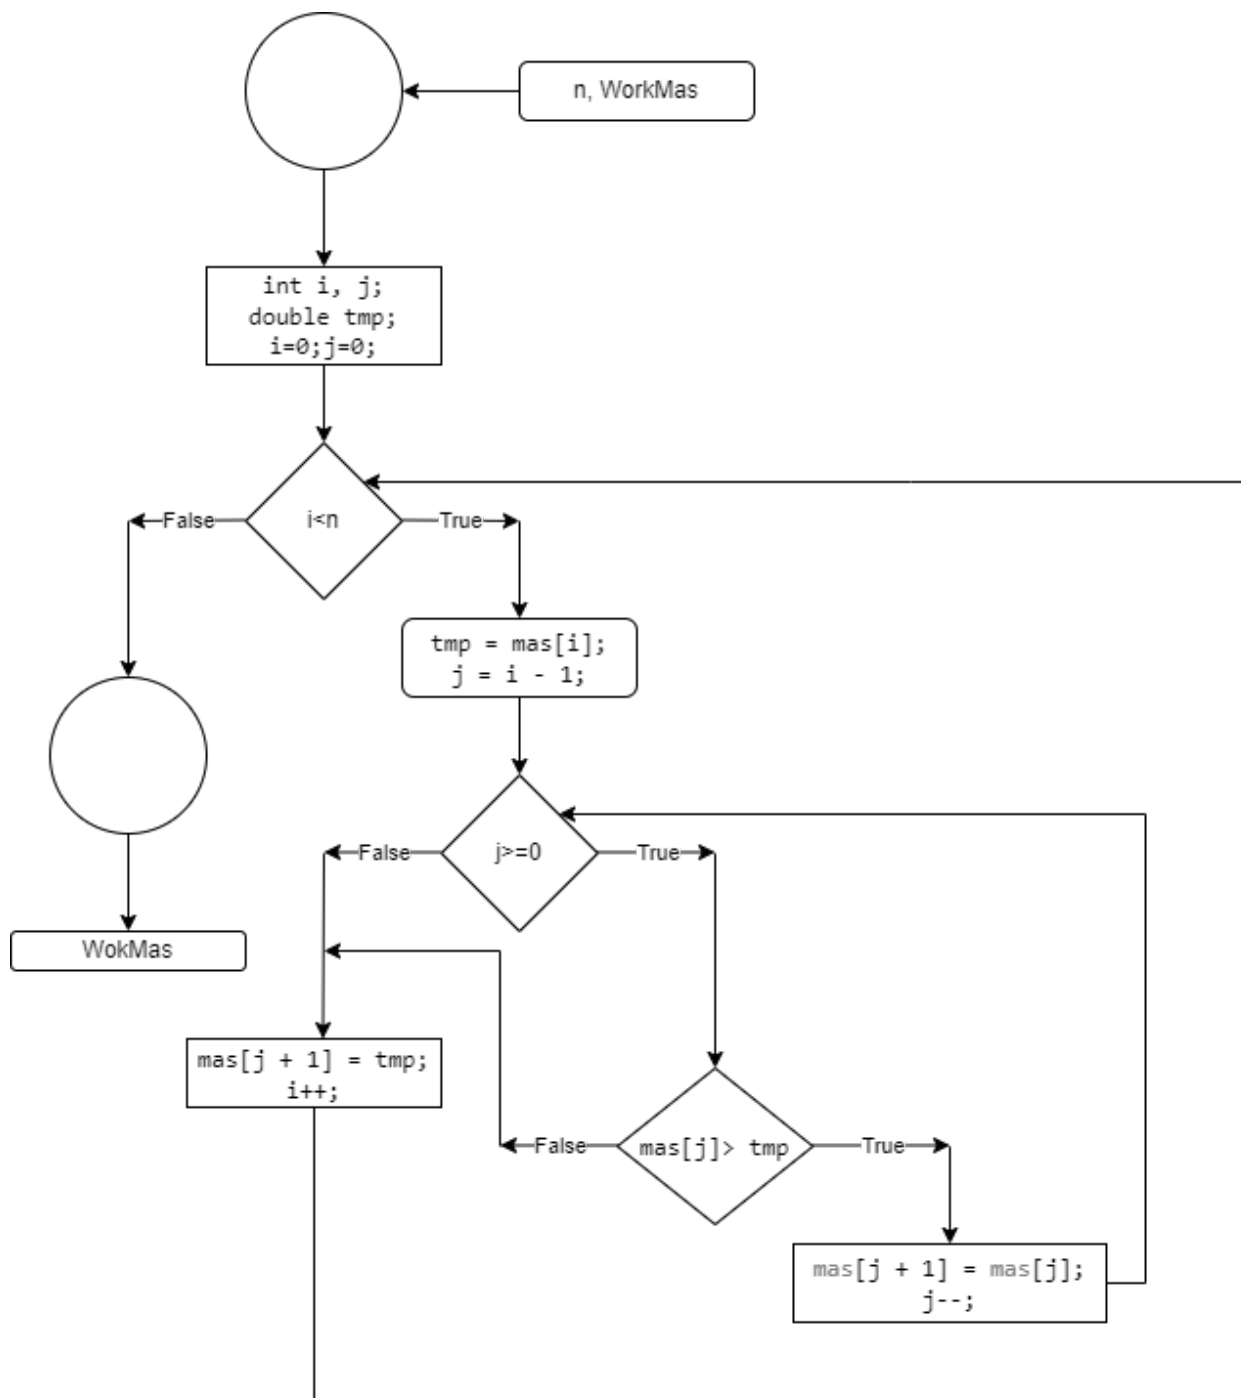 n, WorkMas
int i, j;
double tmp;
i=0;j=0;
False
i<n
True
tmp = mas[i];
j = i - 1;
False
j>=0
True
WokMas
mas[j + 1] = tmp;
i++;
False
mas[j]> tmp
True
mas[j + 1] = mas[j];
j--;